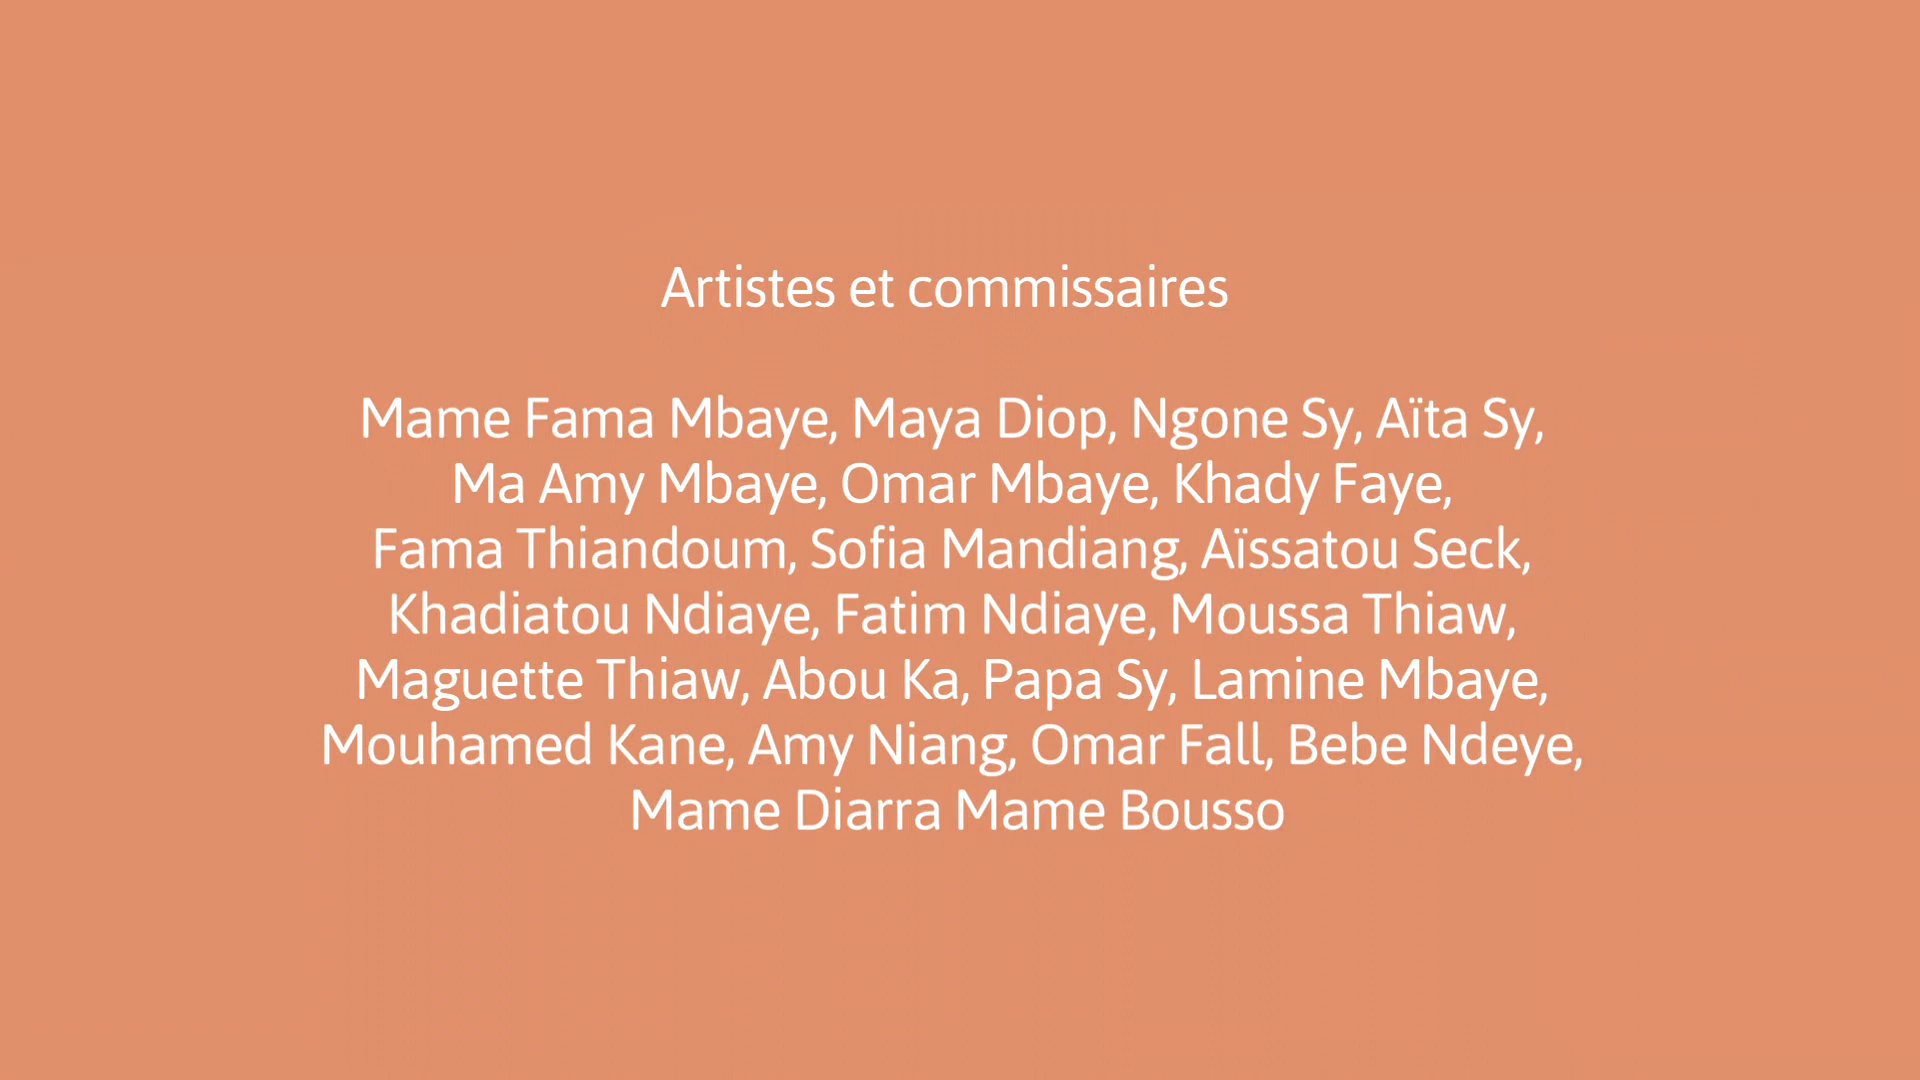 Artistes et commissaires
Mame Fama Mbaye, Maya Diop, Ngone Sy, Aïta Sy,
Ma Amy Mbaye, Omar Mbaye, Khady Faye,
Fama Thiandoum, Sofia Mandiang, Aïssatou Seck,
Khadiatou Ndiaye, Fatim Ndiaye, Moussa Thiaw,
Maguette Thiaw, Abou Ka, Papa Sy, Lamine Mbaye,
Mouhamed Kane, Amy Niang, Omar Fall, Bebe Ndeye,
Mame Diarra Mame Bousso